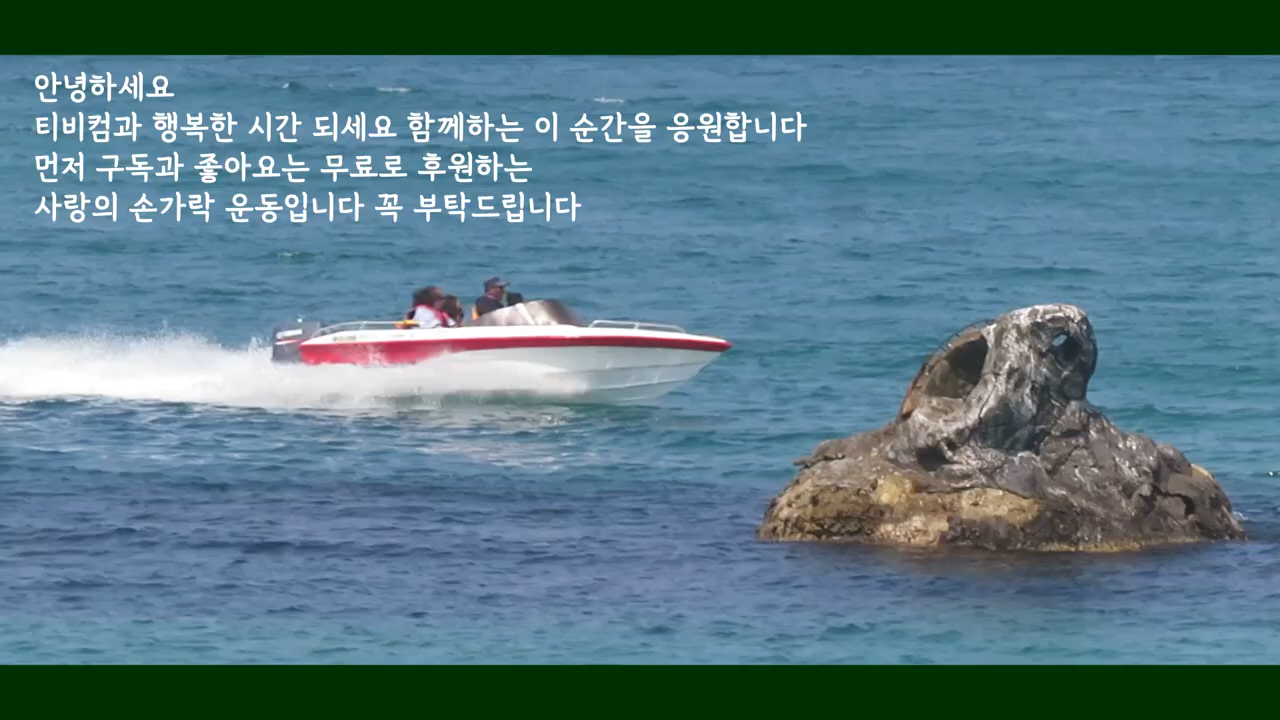 안녕하세요
티비컴과 행복한 시간 되세요 함께하는 이 순간을 응원합니다
먼저 구독과 좋아요는 무료로 후원하는
사랑의 손가락 운동입니다 꼭 부탁드립니다